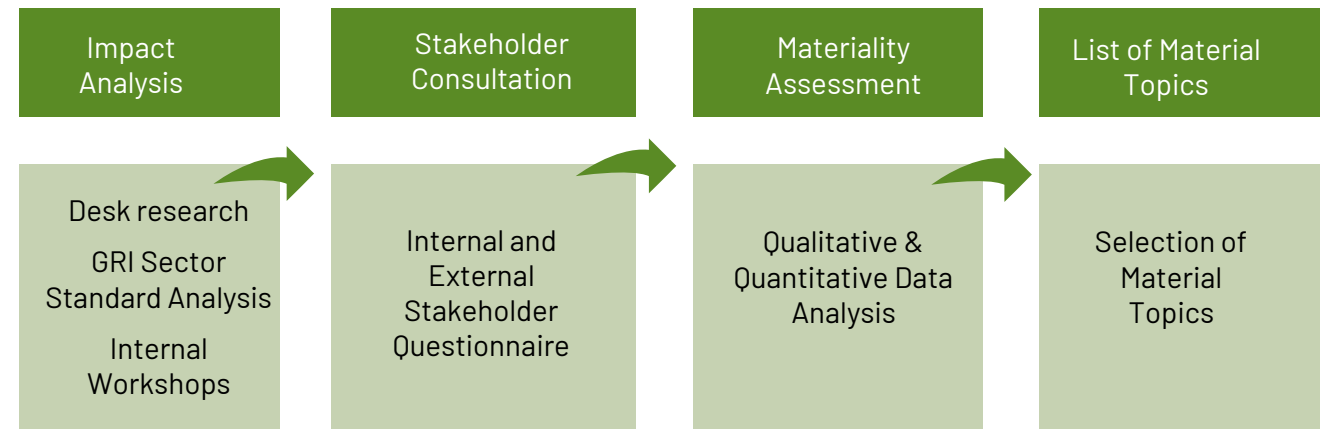 Impact
Analysis
Stakeholder
Consultation
Materiality
Assessment
List of Material
Topics
Desk research
GRI Sector
Standard Analysis
Internal
Workshops
Internal and
External
Stakeholder
Questionnaire
Qualitative &
Quantitative Data
Analysis
Selection of
Material
Topics